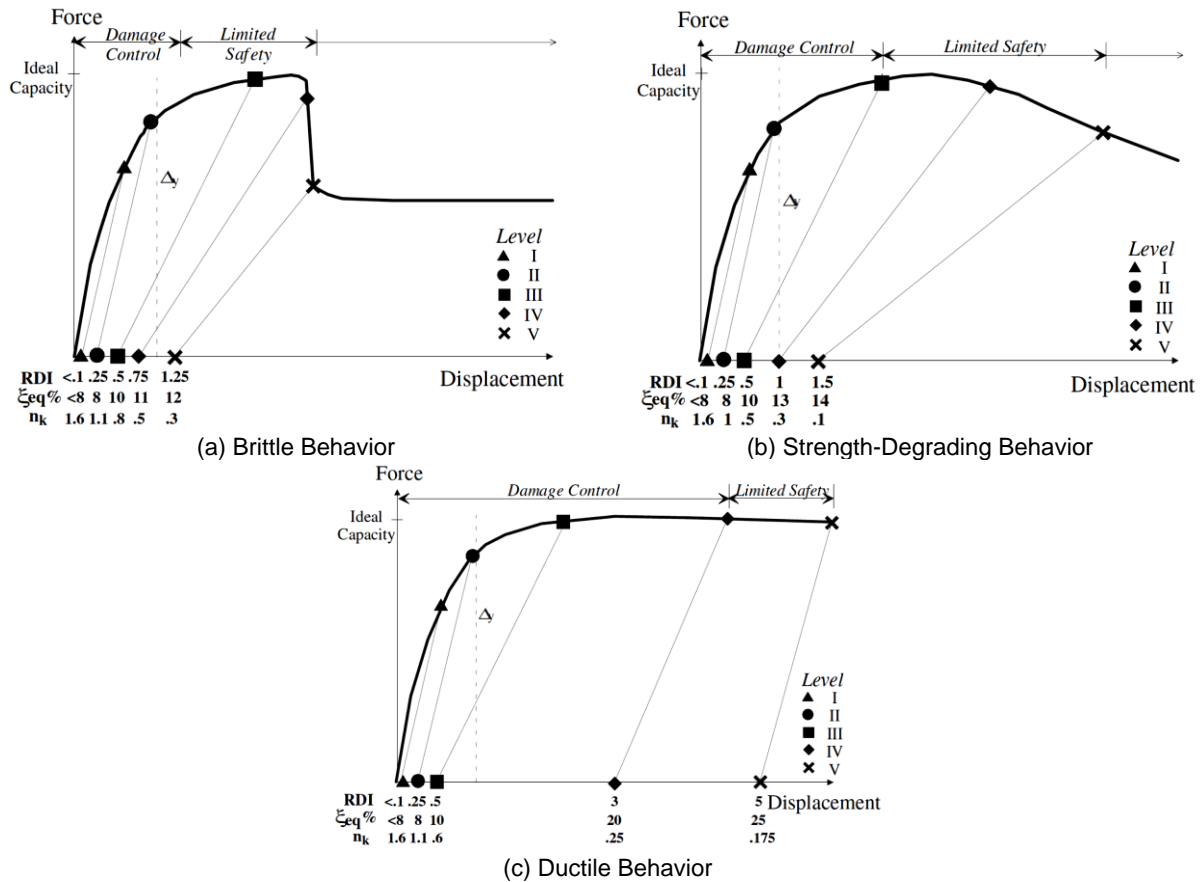 Force
Damage Control
Limited Safety
Ideal Capacity
Δy
Level
I
II
III
IV
V
Displacement
RDI <.1 .25 .5 .75 1.25
ξeq% <8 8 10 11 12
nk 1.6 1.1 .8 .5 .3
(a) Brittle Behavior
Force
Damage Control
Limited Safety
Ideal Capacity
Δy
Level
I
II
III
IV
V
Displacement
RDI <.1 .25 .5 1 1.5
ξeq% <8 8 10 13 14
nk 1.6 1 .5 .3 .1
(b) Strength-Degrading Behavior
Force
Damage Control
Limited Safety
Ideal Capacity
Δy
Level
I
II
III
IV
V
RDI <.1 .25 .5 3 5 Displacement
ξeq% <8 8 10 20 25
nk 1.6 1.1 .6 .25 .175
(c) Ductile Behavior